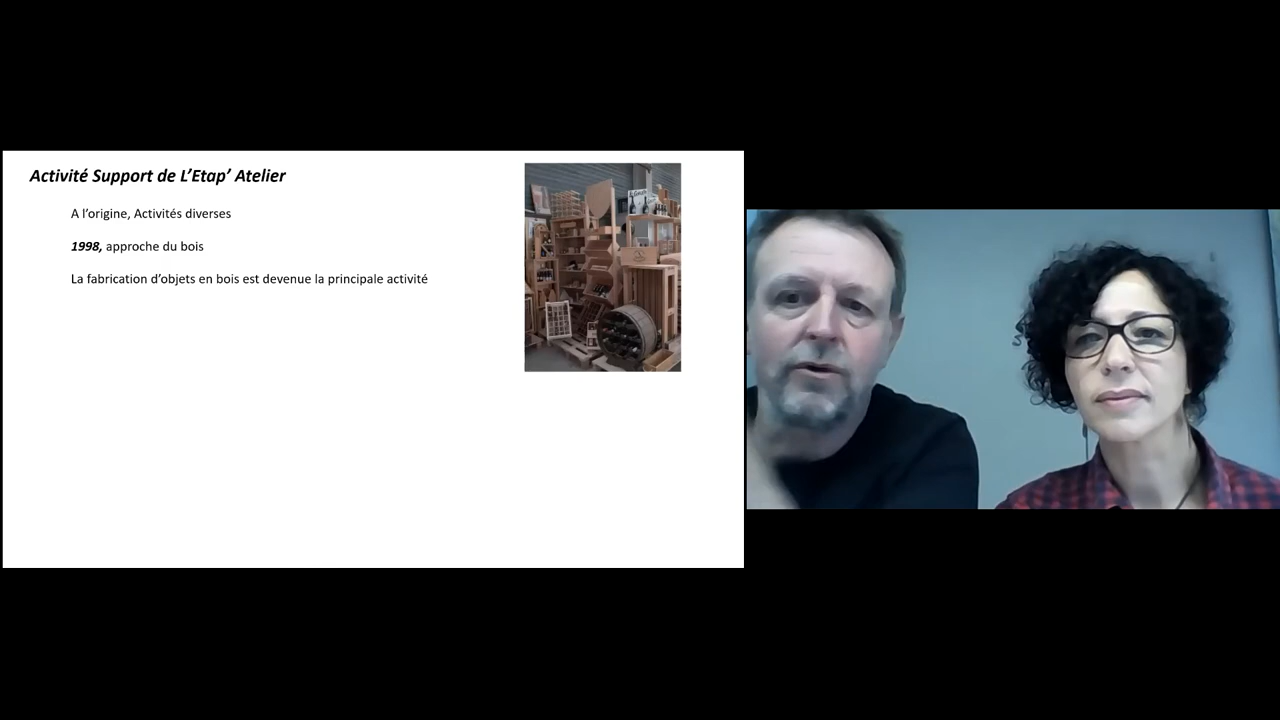 Activité Support de L’Etap’ Atelier
A l’origine, Activités diverses
1998, approche du bois
La fabrication d’objets en bois est devenue la principale activité